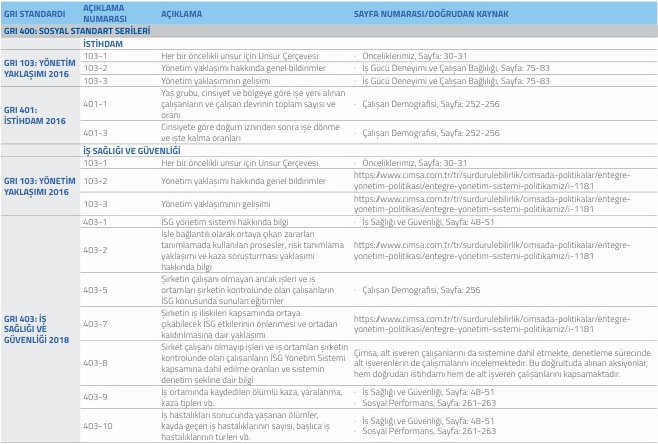 GRI STANDARDI
AÇIKLAMA
NUMARASI
AÇIKLAMA
SAYFA NUMARASI/DOĞRUDAN KAYNAK
GRI 400: SOSYAL STANDART SERİLERİ
İSTİHDAM
GRI 103: YÖNETİM
YAKLAŞIMI 2016
103-1
Her bir öncelikli unsur için Unsur Çerçevesi
· Önceliklerimiz, Sayfa: 30-31
103-2
Yönetim yaklaşımı hakkında genel bildirimler
· İş Gücü Deneyimi ve Çalışan Bağlılığı, Sayfa: 75-83
103-3
Yönetim yaklaşımının gelişimi
· İş Gücü Deneyimi ve Çalışan Bağlılığı, Sayfa: 75-83
GRI 401:
İSTİHDAM 2016
401-1
Yaş grubu, cinsiyet ve bölgeye göre işe yeni alınan
çalışanların ve çalışan devrinin toplam sayısı ve
oranı
· Çalışan Demografisi, Sayfa: 252-256
401-3
Cinsiyete göre doğum izninden sonra işe dönme
ve işte kalma oranları
· Çalışan Demografisi, Sayfa: 252-256
İŞ SAĞLIĞI VE GÜVENLİĞİ
GRI 103: YÖNETİM
YAKLAŞIMI 2016
103-1
Her bir öncelikli unsur için Unsur Çerçevesi
· Önceliklerimiz, Sayfa: 30-31
103-2
Yönetim yaklaşımı hakkında genel bildirimler
https://www.cimsa.com.tr/tr/surdurulebilirlik/cimsada-politikalar/entegre-
yonetim-politikasi/entegre-yonetim-sistemi-politikamiz/i-1181
103-3
Yönetim yaklaşımının gelişimi
https://www.cimsa.com.tr/tr/surdurulebilirlik/cimsada-politikalar/entegre-
yonetim-politikasi/entegre-yonetim-sistemi-politikamiz/i-1181
GRI 403: İŞ
SAĞLIĞI VE
GÜVENLİĞİ 2018
403-1
İSG yönetim sistemi hakkında bilgi
· İş Sağlığı ve Güvenliği, Sayfa: 48-51
403-2
İşle bağlantılı olarak ortaya çıkan zararları
tanımlamada kullanılan prosesler, risk tanımlama
yaklaşımı ve kaza soruşturması yaklaşımı
hakkında bilgi
https://www.cimsa.com.tr/tr/surdurulebilirlik/cimsada-politikalar/entegre-
yonetim-politikasi/entegre-yonetim-sistemi-politikamiz/i-1181
403-5
Şirketin çalışanı olmayan ancak işleri ve iş
ortamları şirketin kontrolünde olan çalışanların
İSG konusunda sunulan eğitimler
· Çalışan Demografisi, Sayfa: 256
403-7
Şirketin iş ilişkileri kapsamında ortaya
çıkabilecek İSG etkilerinin önlenmesi ve ortadan
kaldırılmasına dair yaklaşımı
https://www.cimsa.com.tr/tr/surdurulebilirlik/cimsada-politikalar/entegre-
yonetim-politikasi/entegre-yonetim-sistemi-politikamiz/i-1181
403-8
Şirket çalışanı olmayıp işleri ve iş ortamları şirketin
kontrolünde olan çalışanların İSG Yönetim Sistemi
kapsamına dahil edilme oranları ve sistemin
denetim şekline dair bilgi
Çimsa, alt işveren çalışanlarını da sistemine dahil etmekte, denetleme sürecinde
alt işverenlerin de çalışmalarını incelemektedir. Bu doğrultuda alınan aksiyonlar,
hem doğrudan istihdamı hem de alt işveren çalışanları kapsamaktadır.
403-9
İş ortamında kaydedilen ölümlü kaza, yaralanma,
kaza tipleri vb.
· İş Sağlığı ve Güvenliği, Sayfa: 48-51
· Sosyal Performans, Sayfa: 261-263
403-10
İş hastalıkları sonucunda yaşanan ölümler,
kayda geçen iş hastalıklarının sayısı, başlıca iş
hastalıklarının türleri vb.
· İş Sağlığı ve Güvenliği, Sayfa: 48-51
· Sosyal Performans, Sayfa: 261-263